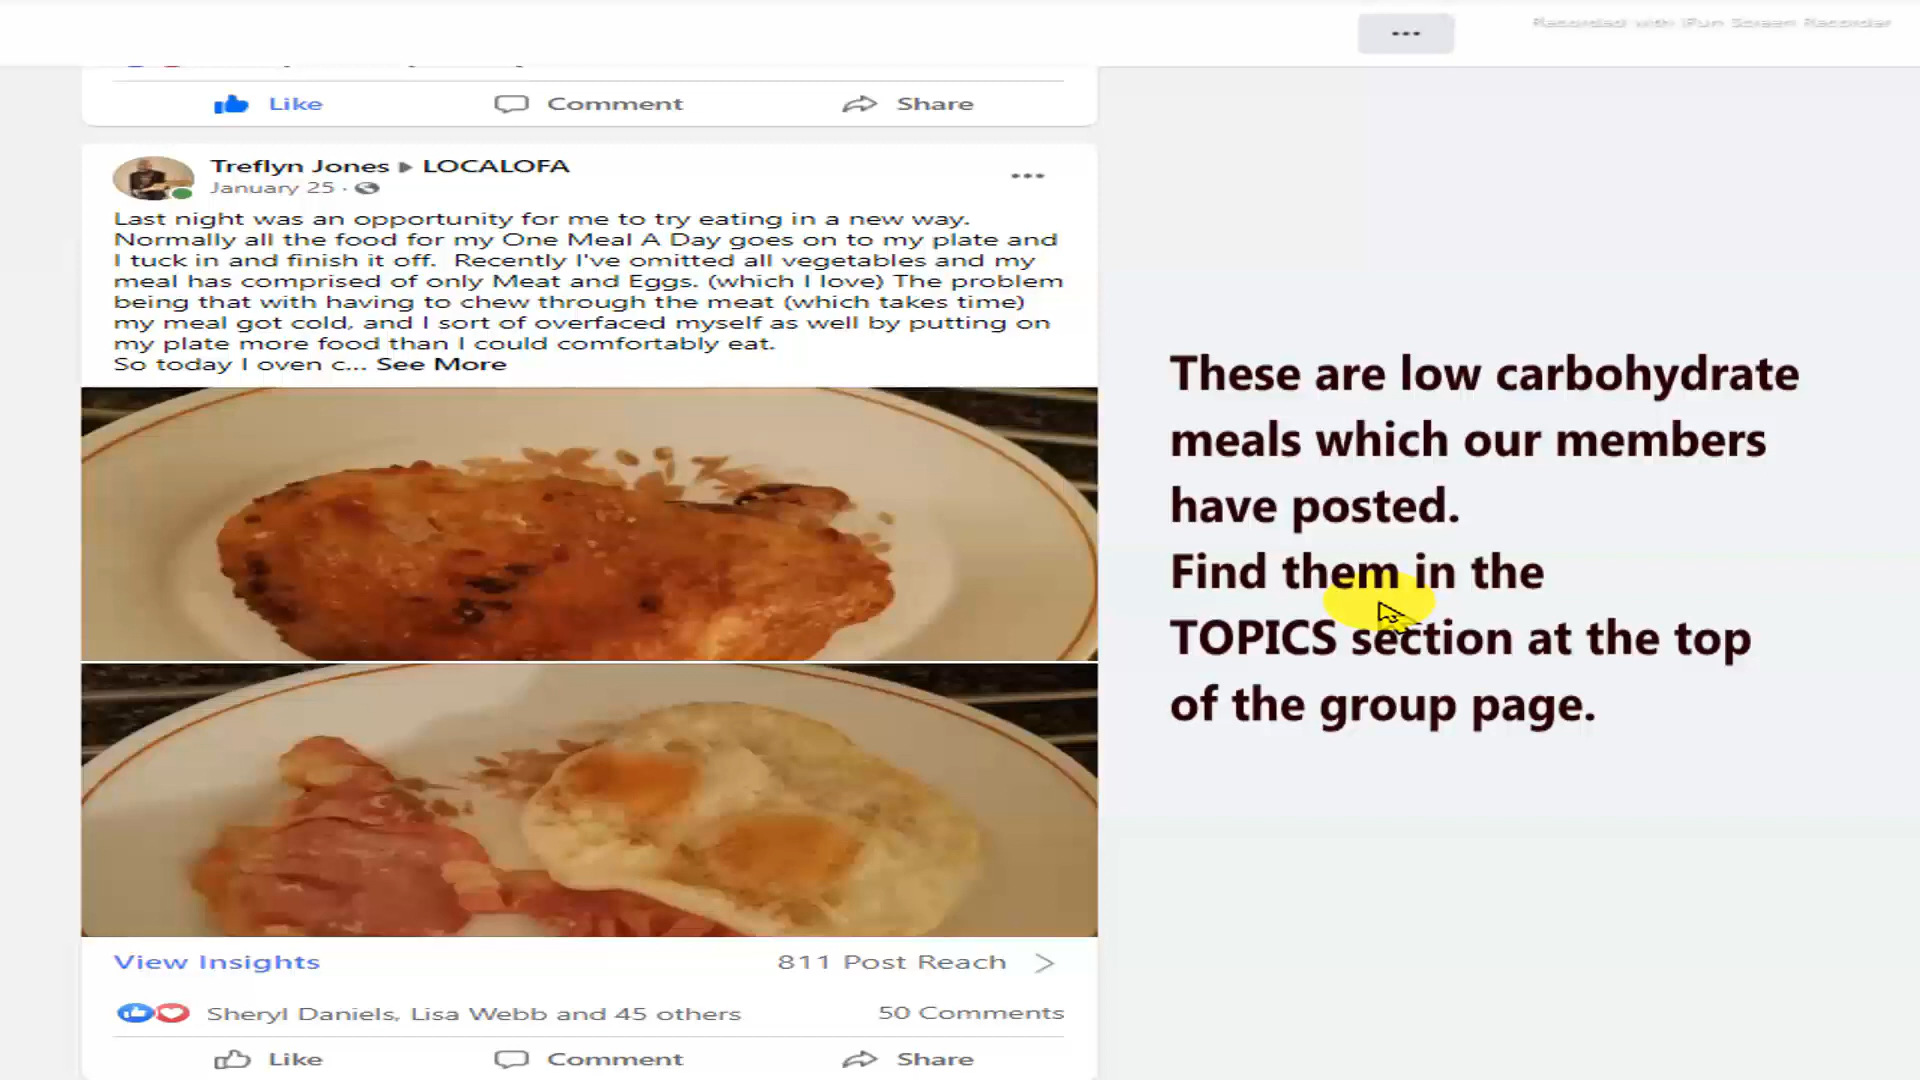 Recorded with iFun Screen Recorder
Like Comment Share
Treflyn Jones LOCALOFA
January 25 ·
Last night was an opportunity for me to try eating in a new way.
Normally all the food for my One Meal A Day goes on to my plate and
I tuck in and finish it off. Recently I've omitted all vegetables and my
meal has comprised of only Meat and Eggs. (which I love) The problem
being that with having to chew through the meat (which takes time)
my meal got cold, and I sort of overfaced myself as well by putting on
my plate more food than I could comfortably eat.
So today I oven c... See More
These are low carbohydrate
meals which our members
have posted.
Find them in the
TOPICS section at the top
of the group page.
View Insights 811 Post Reach
Sheryl Daniels, Lisa Webb and 45 others 50 Comments
Like Comment Share